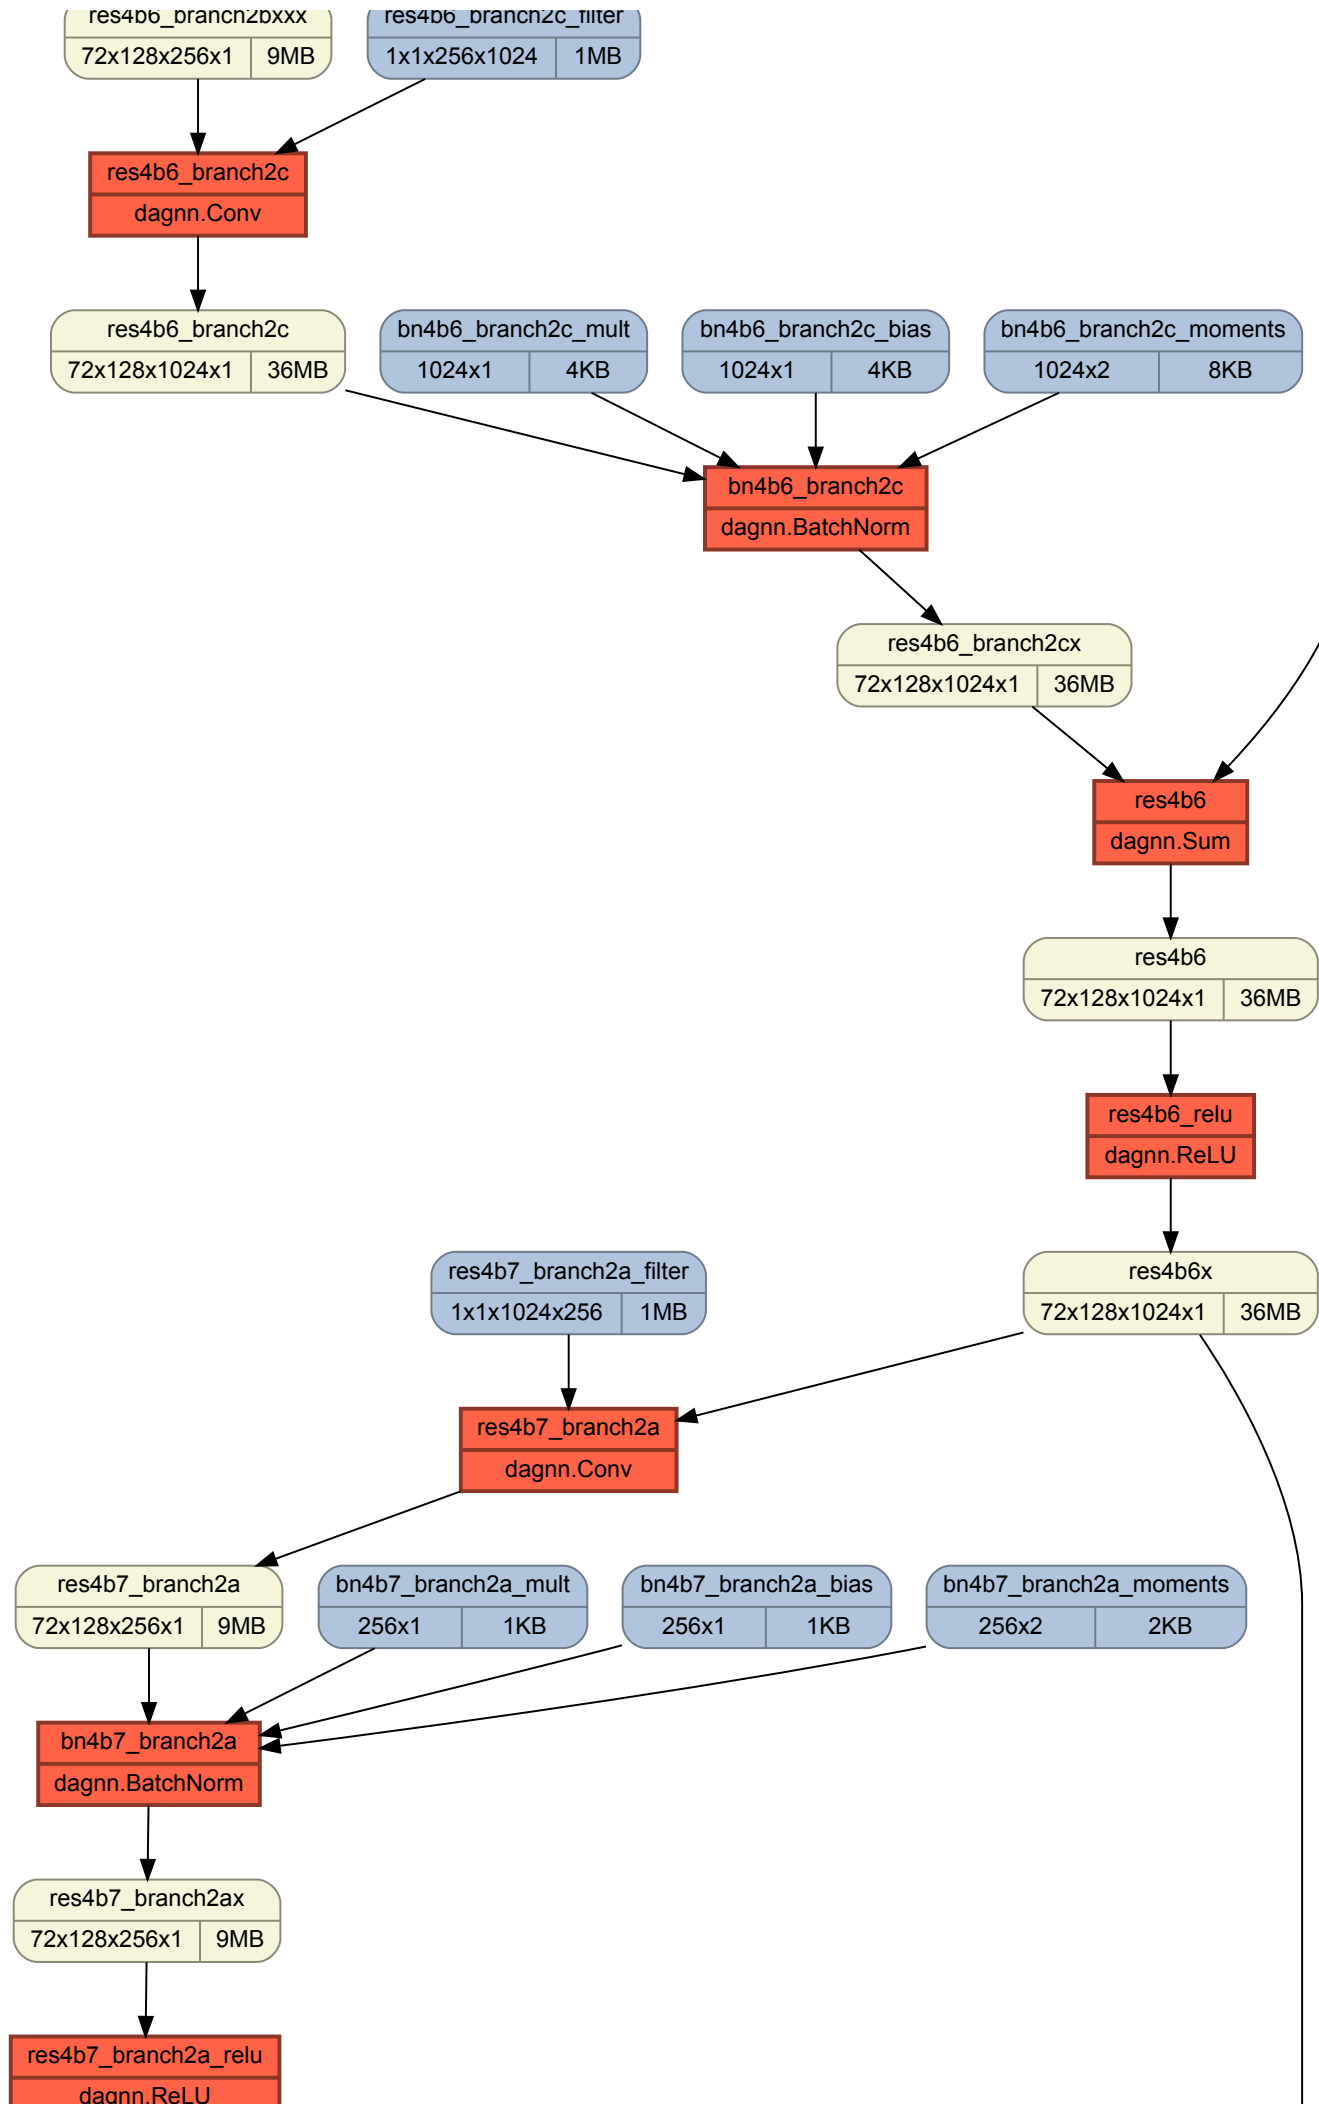 res4b6_branch2bxxx
72x128x256x1 9MB
res4b6_branch2c_filter
1x1x256x1024 1MB
res4b6_branch2c
dagnn.Conv
res4b6_branch2c
72x128x1024x1 36MB
bn4b6_branch2c_mult
1024x1 4KB
bn4b6_branch2c_bias
1024x1 4KB
bn4b6_branch2c_moments
1024x2 8KB
bn4b6_branch2c
dagnn.BatchNorm
res4b6_branch2cx
72x128x1024x1 36MB
res4b6
dagnn.Sum
res4b6
72x128x1024x1 36MB
res4b6_relu
dagnn.ReLU
res4b7_branch2a_filter
1x1x1024x256 1MB
res4b6x
72x128x1024x1 36MB
res4b7_branch2a
dagnn.Conv
res4b7_branch2a
72x128x256x1 9MB
bn4b7_branch2a_mult
256x1 1KB
bn4b7_branch2a_bias
256x1 1KB
bn4b7_branch2a_moments
256x2 2KB
bn4b7_branch2a
dagnn.BatchNorm
res4b7_branch2ax
72x128x256x1 9MB
res4b7_branch2a_relu
dagnn.ReLU